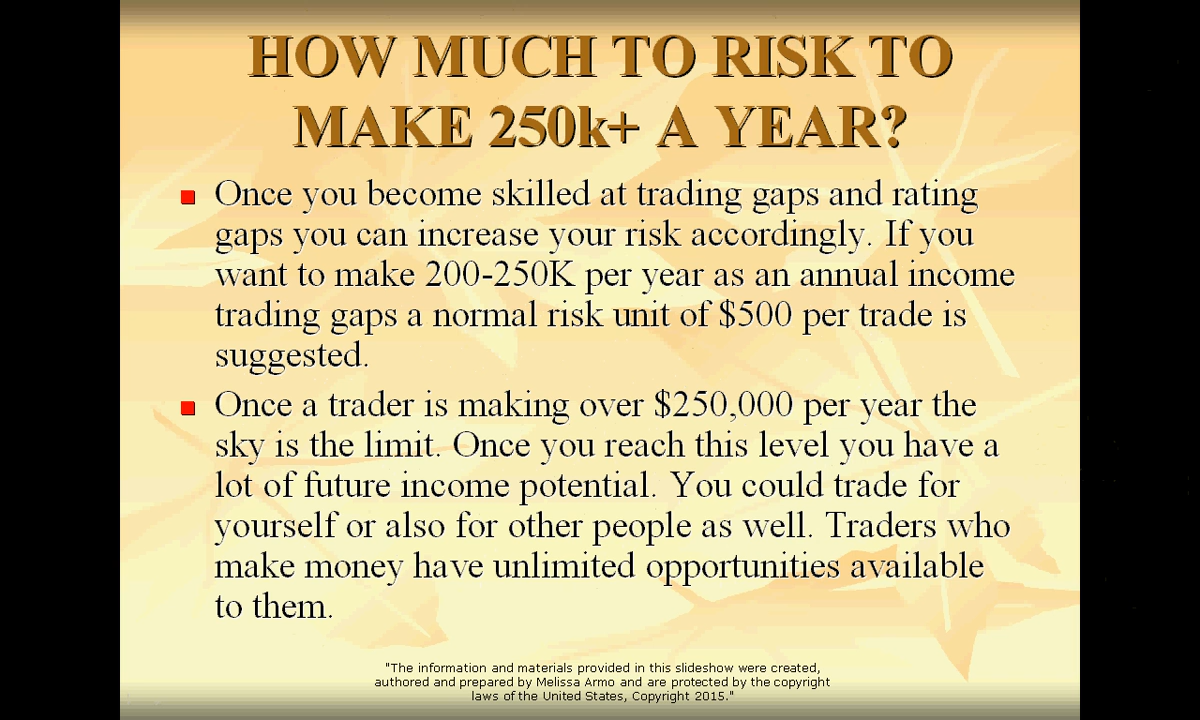 HOW MUCH TO RISK TO
MAKE 250k+ A YEAR?
Once you become skilled at trading gaps and rating
gaps you can increase your risk accordingly. If you
want to make 200-250K per year as an annual income
trading gaps a normal risk unit of $500 per trade is
suggested.
Once a trader is making over $250,000 per year the
sky is the limit. Once you reach this level you have a
lot of future income potential. You could trade for
yourself or also for other people as well. Traders who
make money have unlimited opportunities available
to them.
"The information and materials provided in this slideshow were created,
authored and prepared by Melissa Armo and are protected by the copyright
laws of the United States, Copyright 2015."